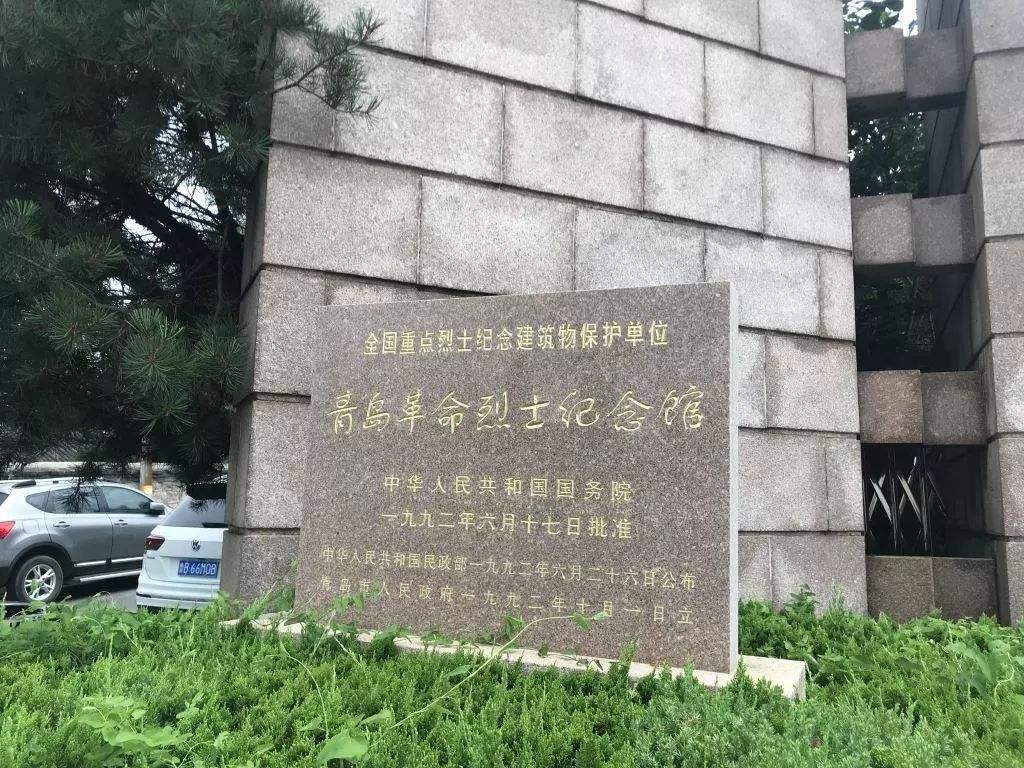 全国重点烈士纪念建筑物保护单位
青岛革命烈士纪念馆
中华人民共和国国务院
一九九二年六月十七日批准
中华人民共和国民政部一九九二年六月二十六日公布
青岛市人民政府一九九二年十月一日立
B 66M0B